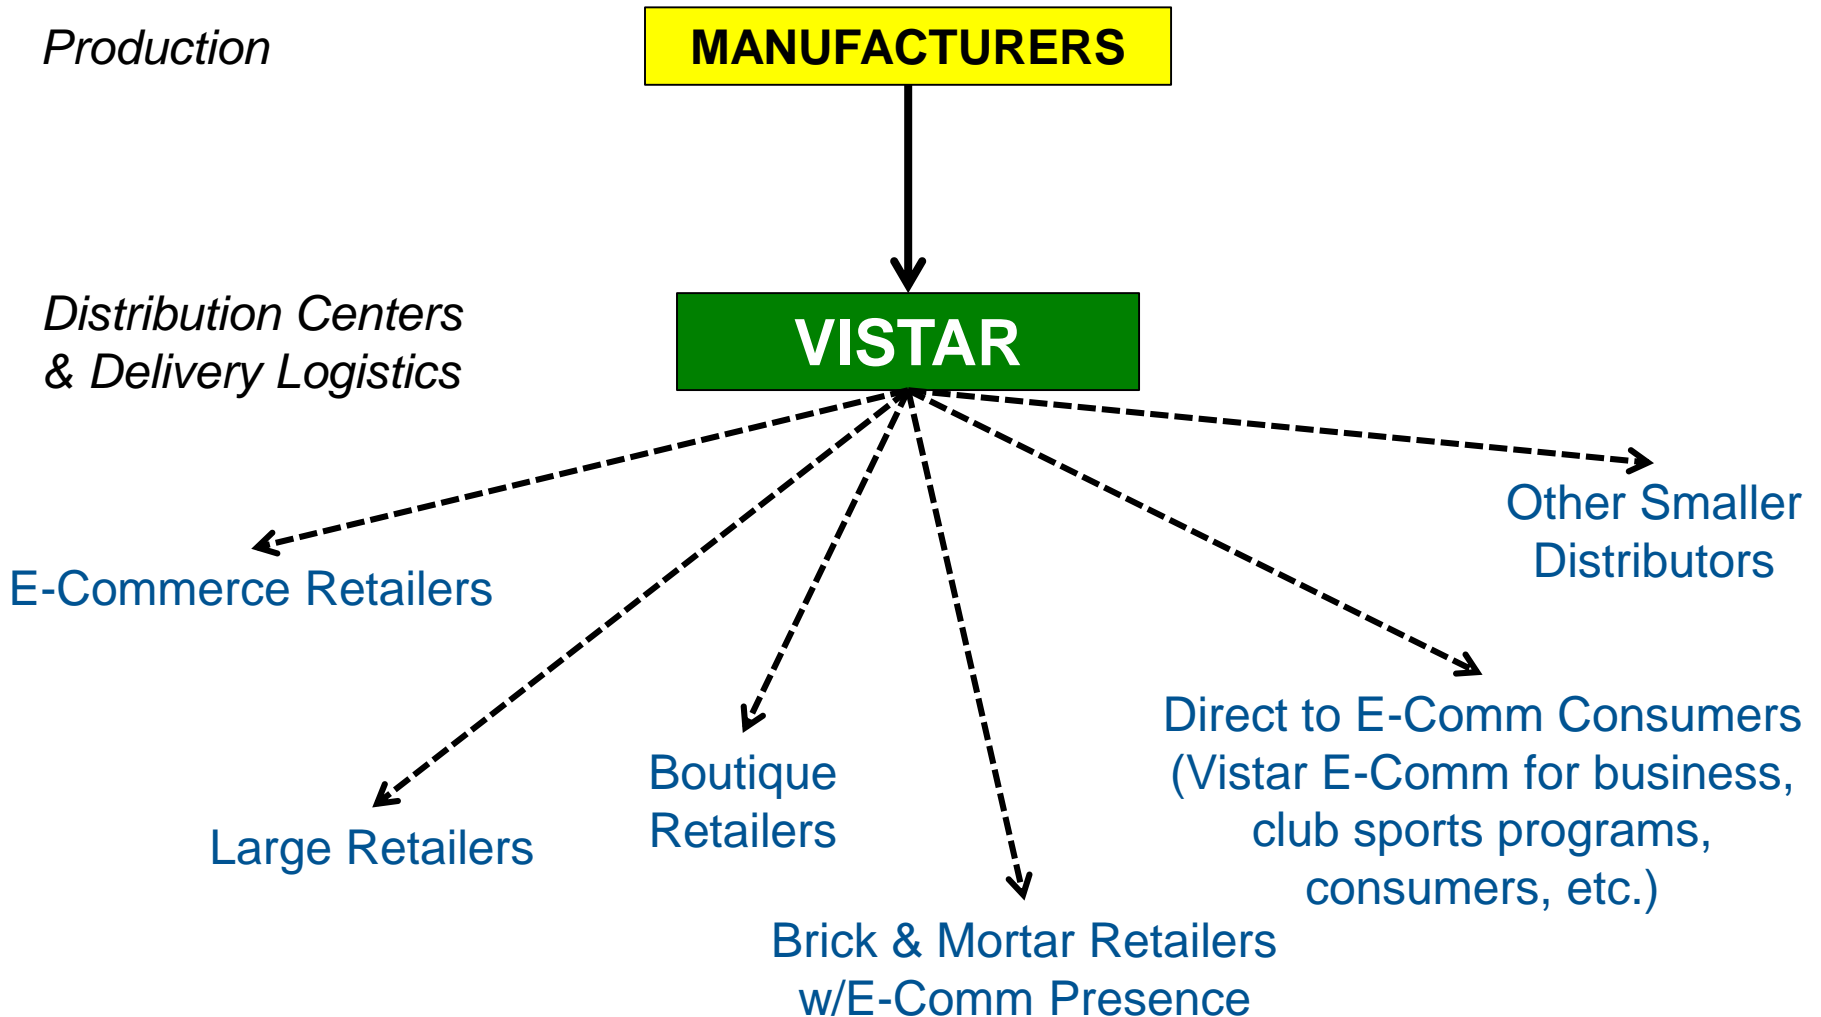 Production
MANUFACTURERS
Distribution Centers
& Delivery Logistics
VISTAR
E-Commerce Retailers
Large Retailers
Boutique
Retailers
Brick & Mortar Retailers
w/E-Comm Presence
Direct to E-Comm Consumers
(Vistar E-Comm for business,
club sports programs,
consumers, etc.)
Other Smaller
Distributors